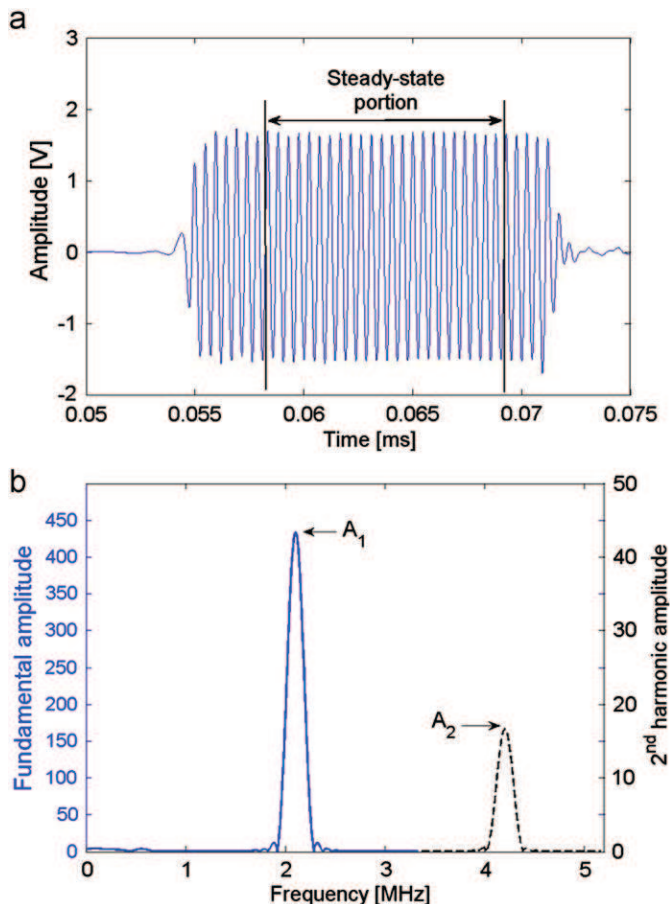 a
3
2
1
0
-1
-2
Amplitude [V]
Steady-state
portion
0.05 0.055 0.06 0.065 0.07 0.075
Time [ms]
b
Fundamental amplitude
450
400
350
300
250
200
150
100
50
0
A1
A2
50
40
30
20
10
0
2nd harmonic amplitude
0 1 2 3 4 5
Frequency [MHz]